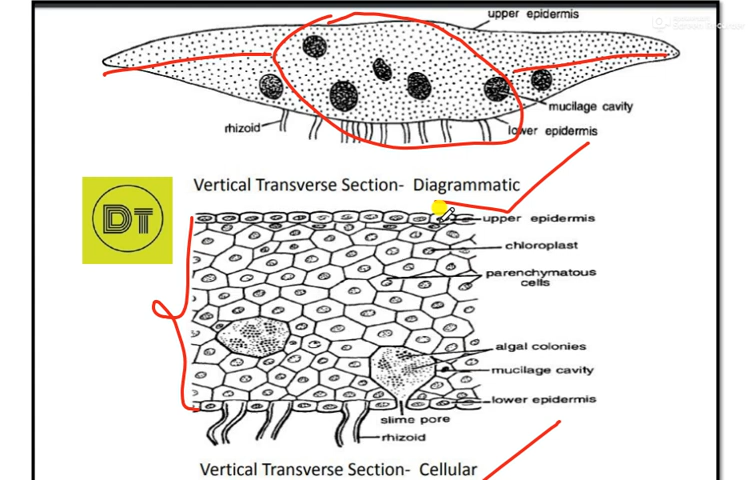 upper epidermis
mucilage cavity
rhizoid
lower epidermis
Vertical Transverse Section- Diagrammatic
DT
upper epidermis
chloroplast
parenchymatous
cells
algal colonies
mucilage cavity
lower epidermis
slime pore
rhizoid
Vertical Transverse Section- Cellular